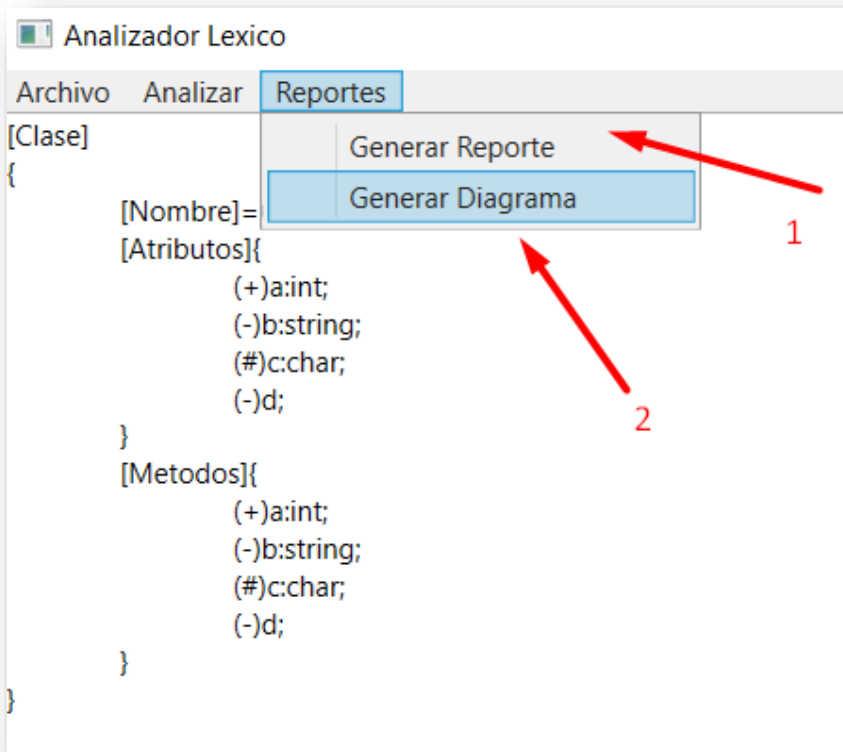 Analizador Lexico
Archivo Analizar Reportes
[Clase]
Generar Reporte
{
Generar Diagrama
[Nombre]=
1
[Atributos]{
(+)a:int;
(-)b:string;
(#)c:char;
(-)d;
2
}
[Metodos]{
(+)a:int;
(-)b:string;
(#)c:char;
(-)d;
}
}